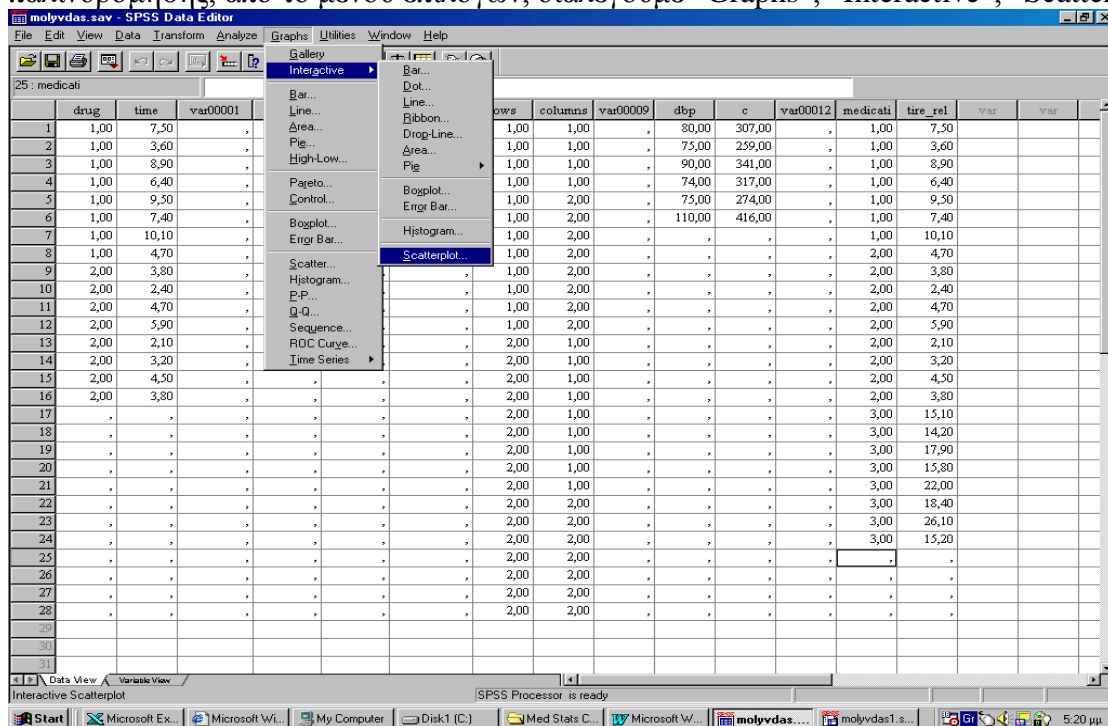 παλινδρόμησης, από το μενού επιλογών, διαλέγουμε "Graphs", "Interactive", "Scatter
molyvdas.sav - SPSS Data Editor
File Edit View Data Transform Analyze Graphs Utilities Window Help
25 : medicati
drug time var00001 ows columns var00009 dbp c var00012 medicati tire_rel var var
1 1,00 7,50 , 1,00 1,00 , 80,00 307,00 , 1,00 7,50
2 1,00 3,60 , 1,00 1,00 , 75,00 259,00 , 1,00 3,60
3 1,00 8,90 , 1,00 1,00 , 90,00 341,00 , 1,00 8,90
4 1,00 6,40 , 1,00 1,00 , 74,00 317,00 , 1,00 6,40
5 1,00 9,50 , 1,00 2,00 , 75,00 274,00 , 1,00 9,50
6 1,00 7,40 , 1,00 2,00 , 110,00 416,00 , 1,00 7,40
7 1,00 10,10 , 1,00 2,00 , , , , 1,00 10,10
8 1,00 4,70 , 1,00 2,00 , , , , 2,00 4,70
9 2,00 3,80 , , , 1,00 2,00 , , , , 2,00 3,80
10 2,00 2,40 , , , 1,00 2,00 , , , , 2,00 2,40
11 2,00 4,70 , , , 1,00 2,00 , , , , 2,00 4,70
12 2,00 5,90 , , , 1,00 2,00 , , , , 2,00 5,90
13 2,00 2,10 , , , 2,00 1,00 , , , , 2,00 2,10
14 2,00 3,20 , , , 2,00 1,00 , , , , 2,00 3,20
15 2,00 4,50 , , , , 2,00 1,00 , , , , 2,00 4,50
16 2,00 3,80 , , , , 2,00 1,00 , , , , 2,00 3,80
17 , , , , , , 2,00 1,00 , , , , 3,00 15,10
18 , , , , , , 2,00 1,00 , , , , 3,00 14,20
19 , , , , , , 2,00 1,00 , , , , 3,00 17,90
20 , , , , , , 2,00 1,00 , , , , 3,00 15,80
21 , , , , , , 2,00 1,00 , , , , 3,00 22,00
22 , , , , , , 2,00 2,00 , , , , 3,00 18,40
23 , , , , , , 2,00 2,00 , , , , 3,00 26,10
24 , , , , , , 2,00 2,00 , , , , 3,00 15,20
25 , , , , , , 2,00 2,00 , , , , , ,
26 , , , , , , 2,00 2,00 , , , , , ,
27 , , , , , , 2,00 2,00 , , , , , ,
28 , , , , , , 2,00 2,00 , , , , , ,
29
30
31
Gallery
Interactive
Bar...
Line...
Area...
Pie...
High-Low...
Pareto...
Control...
Boxplot...
Error Bar...
Scatter...
Histogram...
P-P...
Q-Q...
Sequence...
ROC Curve...
Time Series
Bar...
Dot...
Line...
Ribbon...
Drop-Line...
Area...
Pie
Boxplot...
Error Bar...
Histogram...
Scatterplot...
Data View Variable View
Interactive Scatterplot SPSS Processor is ready
Start Microsoft Ex... Microsoft Wi... My Computer Disk1 (C:) Med Stats C... Microsoft W... molyvdas.... molyvdas1.s... Gr 5:20 μμ